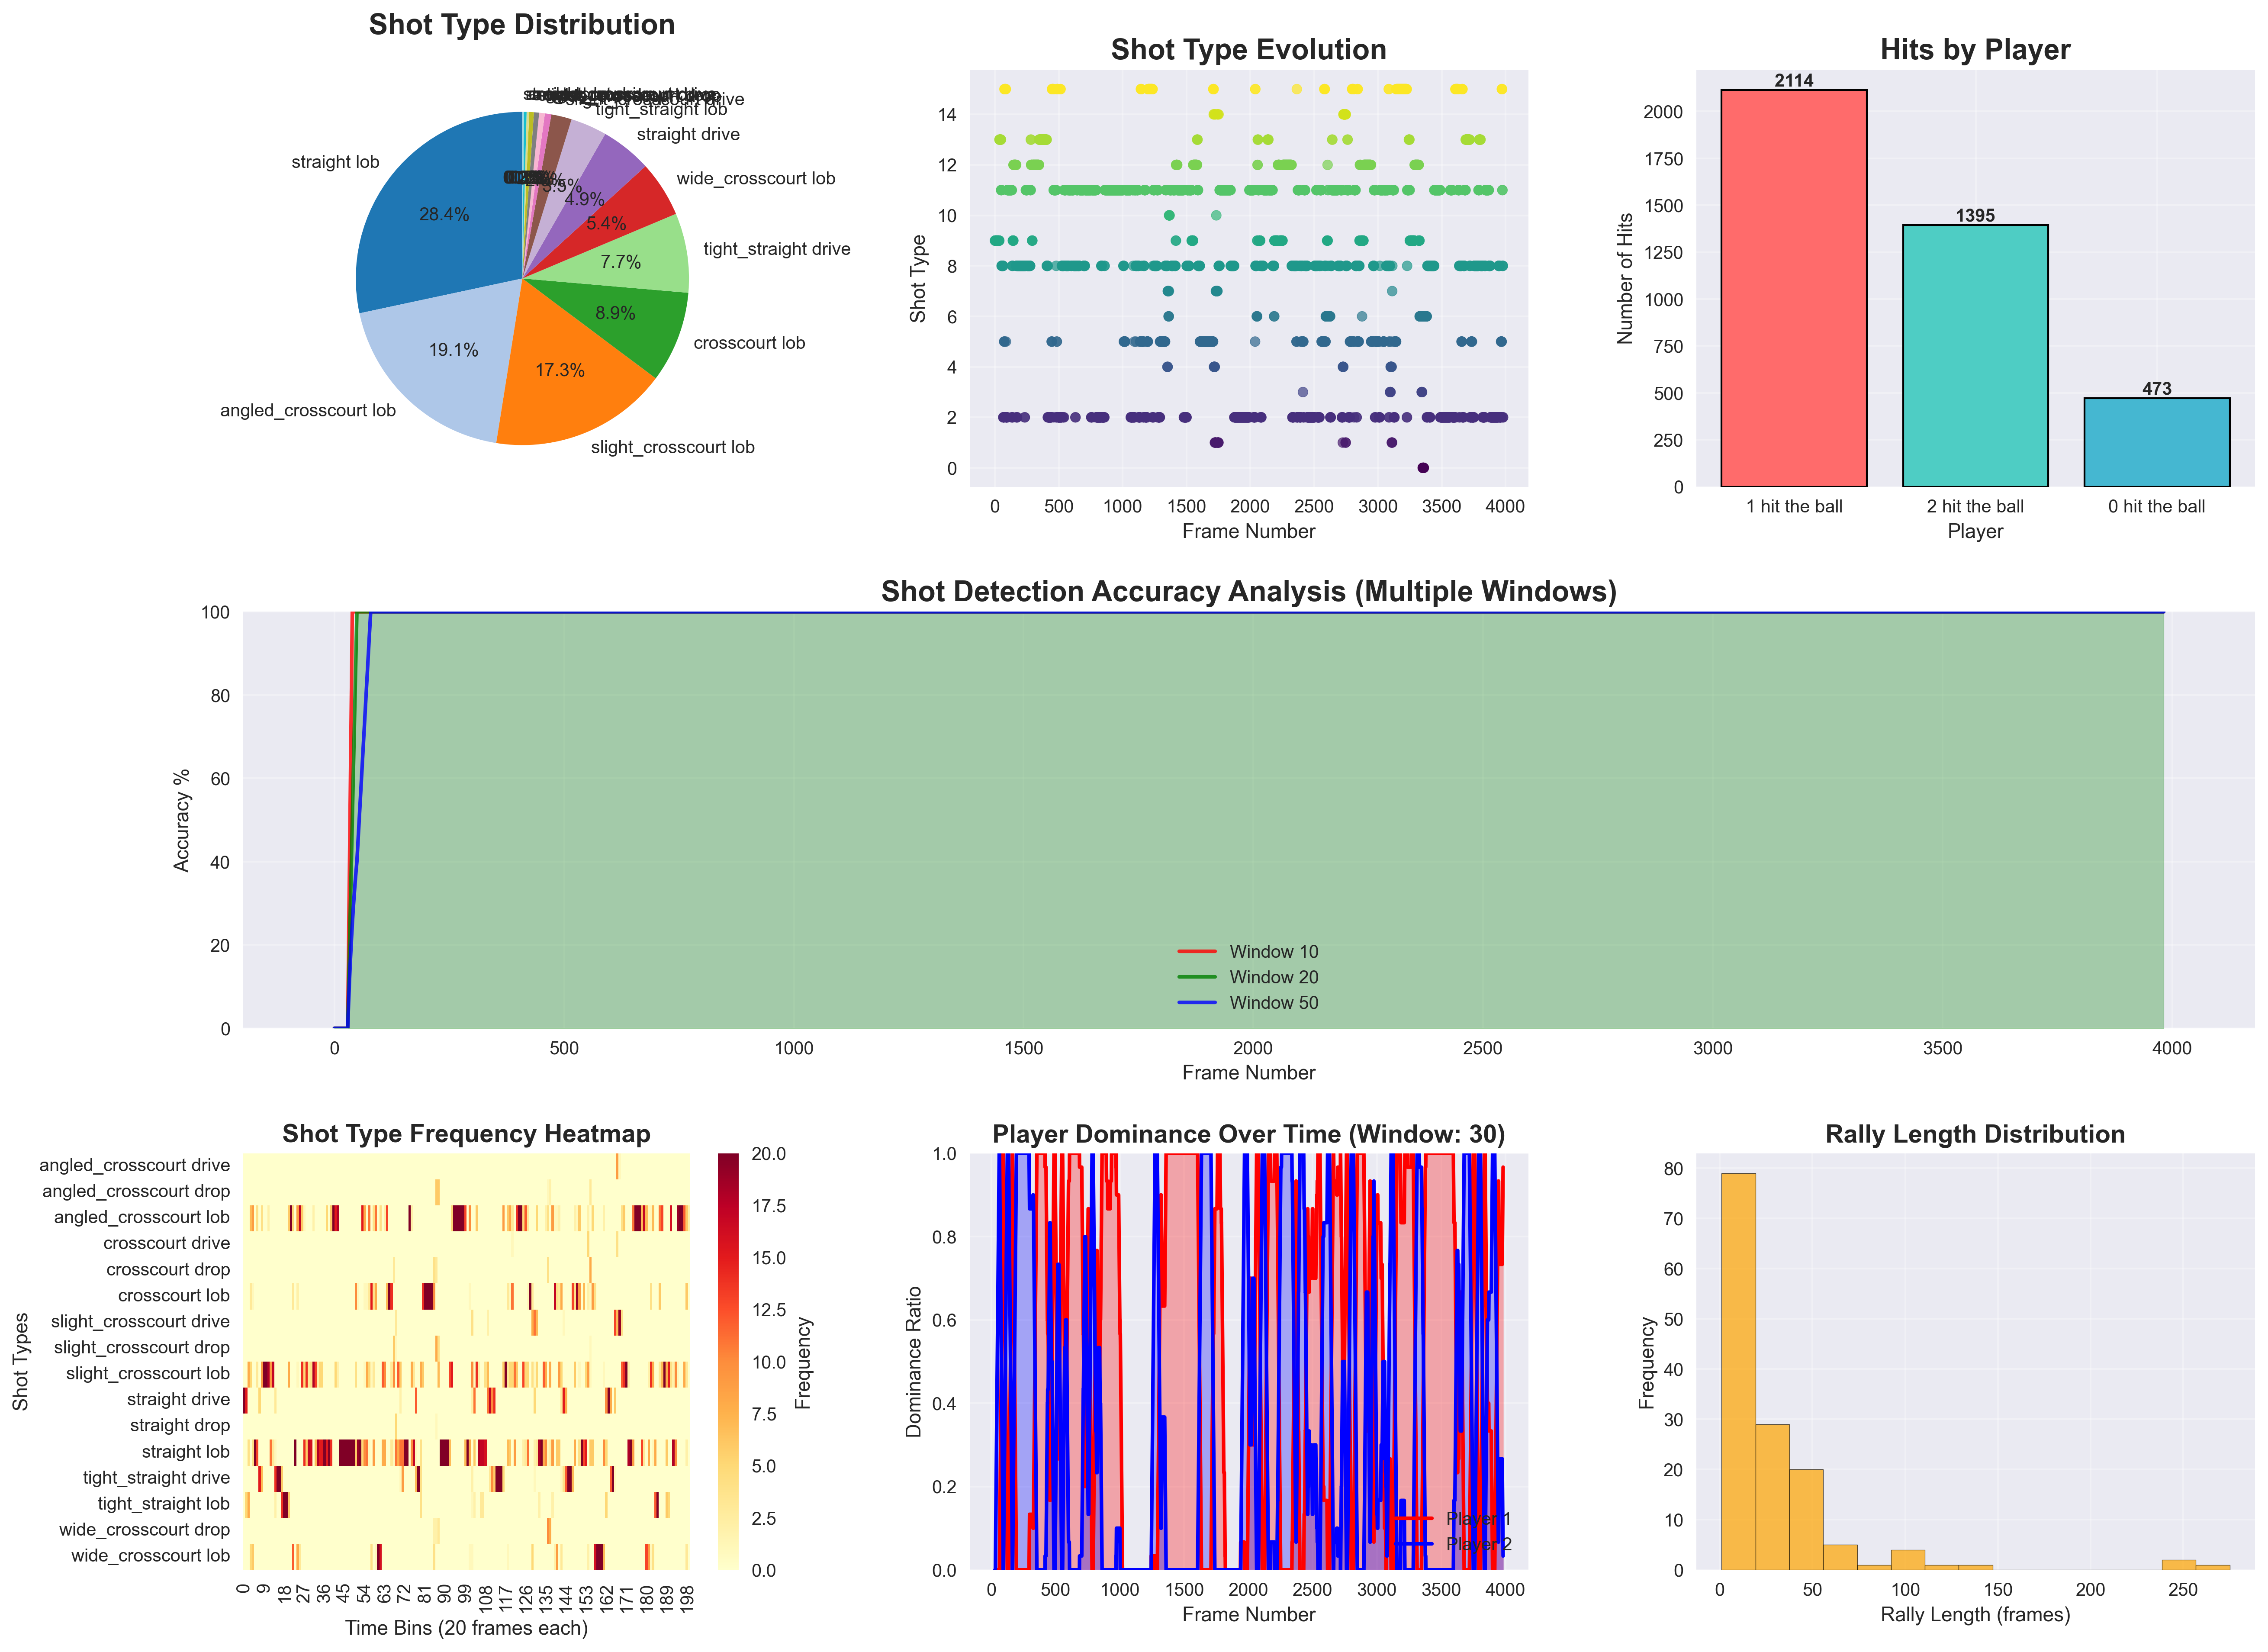 Shot Type Distribution
straight lob
angled_crosscourt lob
slight_crosscourt lob
crosscourt lob
tight_straight drive
wide_crosscourt lob
straight drive
tight_straight lob
slight_crosscourt drive
28.4%
19.1%
17.3%
8.9%
7.7%
5.4%
4.9%
3.5%
Shot Type Evolution
Shot Type
14
12
10
8
6
4
2
0
0 500 1000 1500 2000 2500 3000 3500 4000
Frame Number
Hits by Player
Number of Hits
2000
1750
1500
1250
1000
750
500
250
0
2114
1395
473
1 hit the ball
2 hit the ball
0 hit the ball
Player
Shot Detection Accuracy Analysis (Multiple Windows)
Accuracy %
100
80
60
40
20
0
Window 10
Window 20
Window 50
0 500 1000 1500 2000 2500 3000 3500 4000
Frame Number
Shot Type Frequency Heatmap
Shot Types
angled_crosscourt drive
angled_crosscourt drop
angled_crosscourt lob
crosscourt drive
crosscourt drop
crosscourt lob
slight_crosscourt drive
slight_crosscourt drop
slight_crosscourt lob
straight drive
straight drop
straight lob
tight_straight drive
tight_straight lob
wide_crosscourt drop
wide_crosscourt lob
0 9 18 27 36 45 54 63 72 81 90 99 108 117 126 135 144 153 162 171 180 189 198
Time Bins (20 frames each)
20.0
17.5
15.0
12.5
10.0
7.5
5.0
2.5
0.0
Frequency
Player Dominance Over Time (Window: 30)
Dominance Ratio
1.0
0.8
0.6
0.4
0.2
0.0
Player 1
Player 2
0 500 1000 1500 2000 2500 3000 3500 4000
Frame Number
Rally Length Distribution
Frequency
80
70
60
50
40
30
20
10
0
0 50 100 150 200 250
Rally Length (frames)